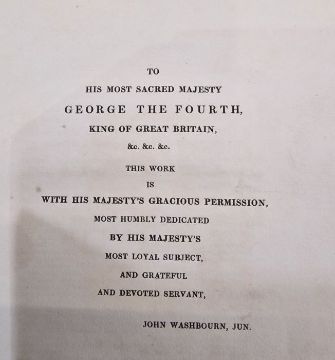 TO
HIS MOST SACRED MAJESTY
GEORGE THE FOURTH,
KING OF GREAT BRITAIN,
&c. &c. &c.
THIS WORK
IS
WITH HIS MAJESTY'S GRACIOUS PERMISSION,
MOST HUMBLY DEDICATED
BY HIS MAJESTY'S
MOST LOYAL SUBJECT,
AND GRATEFUL
AND DEVOTED SERVANT,
JOHN WASHBOURN, JUN.